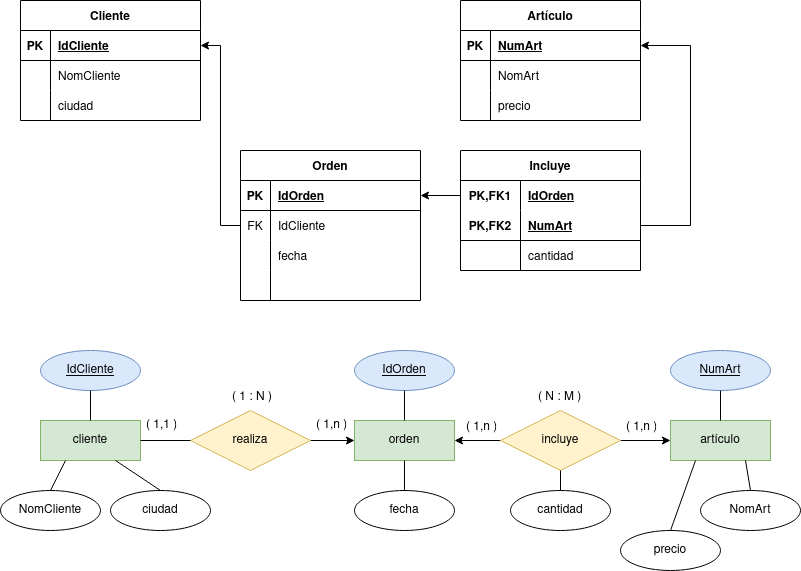 Cliente
PK IdCliente
NomCliente
ciudad
Artículo
PK NumArt
NomArt
precio
Orden
PK IdOrden
FK IdCliente
fecha
Incluye
PK,FK1 IdOrden
PK,FK2 NumArt
cantidad
IdCliente
IdOrden
NumArt
( 1 : N )
( N : M )
cliente
( 1,1 )
realiza
( 1,n )
orden
( 1,n )
incluye
( 1,n )
artículo
NomCliente
ciudad
fecha
cantidad
NomArt
precio